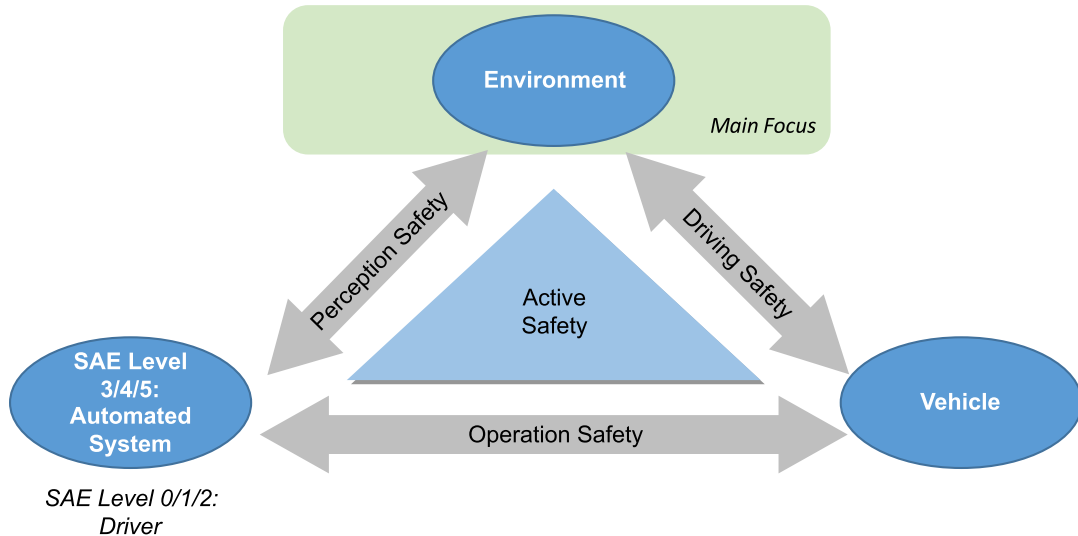 Environment
Main Focus
Perception Safety
Driving Safety
Active
Safety
SAE Level
3/4/5:
Automated
System
Vehicle
Operation Safety
SAE Level 0/1/2:
Driver